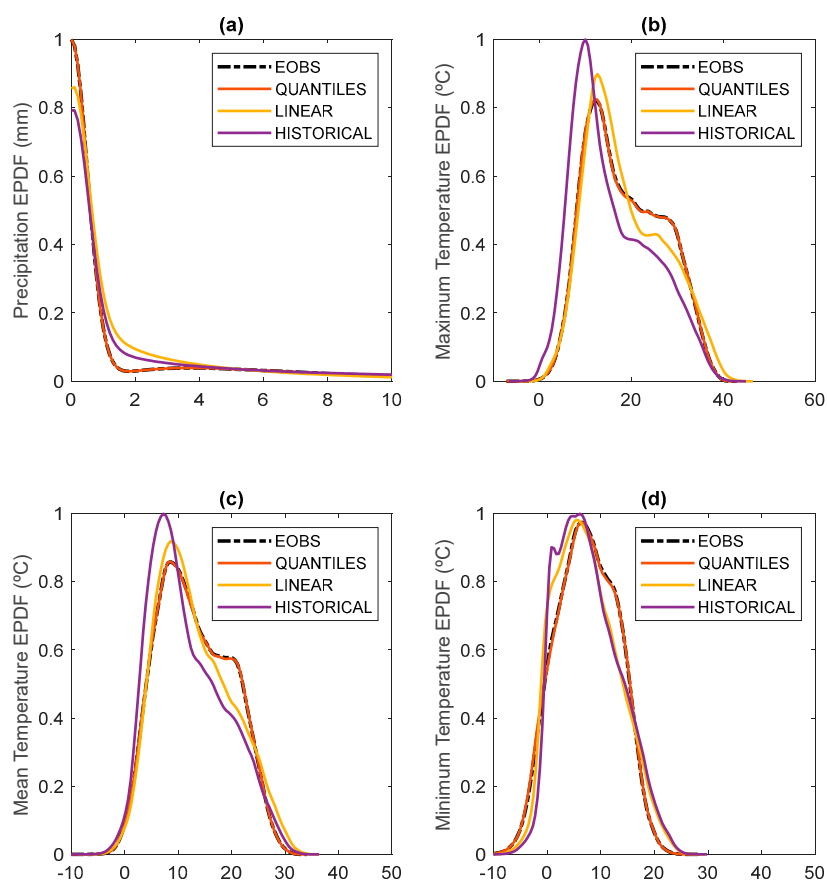 (a)
Precipitation EPDF (mm)
1
0.8
0.6
0.4
0.2
0
0 2 4 6 8 10
EOBS
QUANTILES
LINEAR
HISTORICAL
(b)
Maximum Temperature EPDF (ºC)
1
0.8
0.6
0.4
0.2
0
0 20 40 60
EOBS
QUANTILES
LINEAR
HISTORICAL
(c)
Mean Temperature EPDF (ºC)
1
0.8
0.6
0.4
0.2
0
-10 0 10 20 30 40 50
EOBS
QUANTILES
LINEAR
HISTORICAL
(d)
Minimum Temperature EPDF (ºC)
1
0.8
0.6
0.4
0.2
0
-10 0 10 20 30 40 50
EOBS
QUANTILES
LINEAR
HISTORICAL